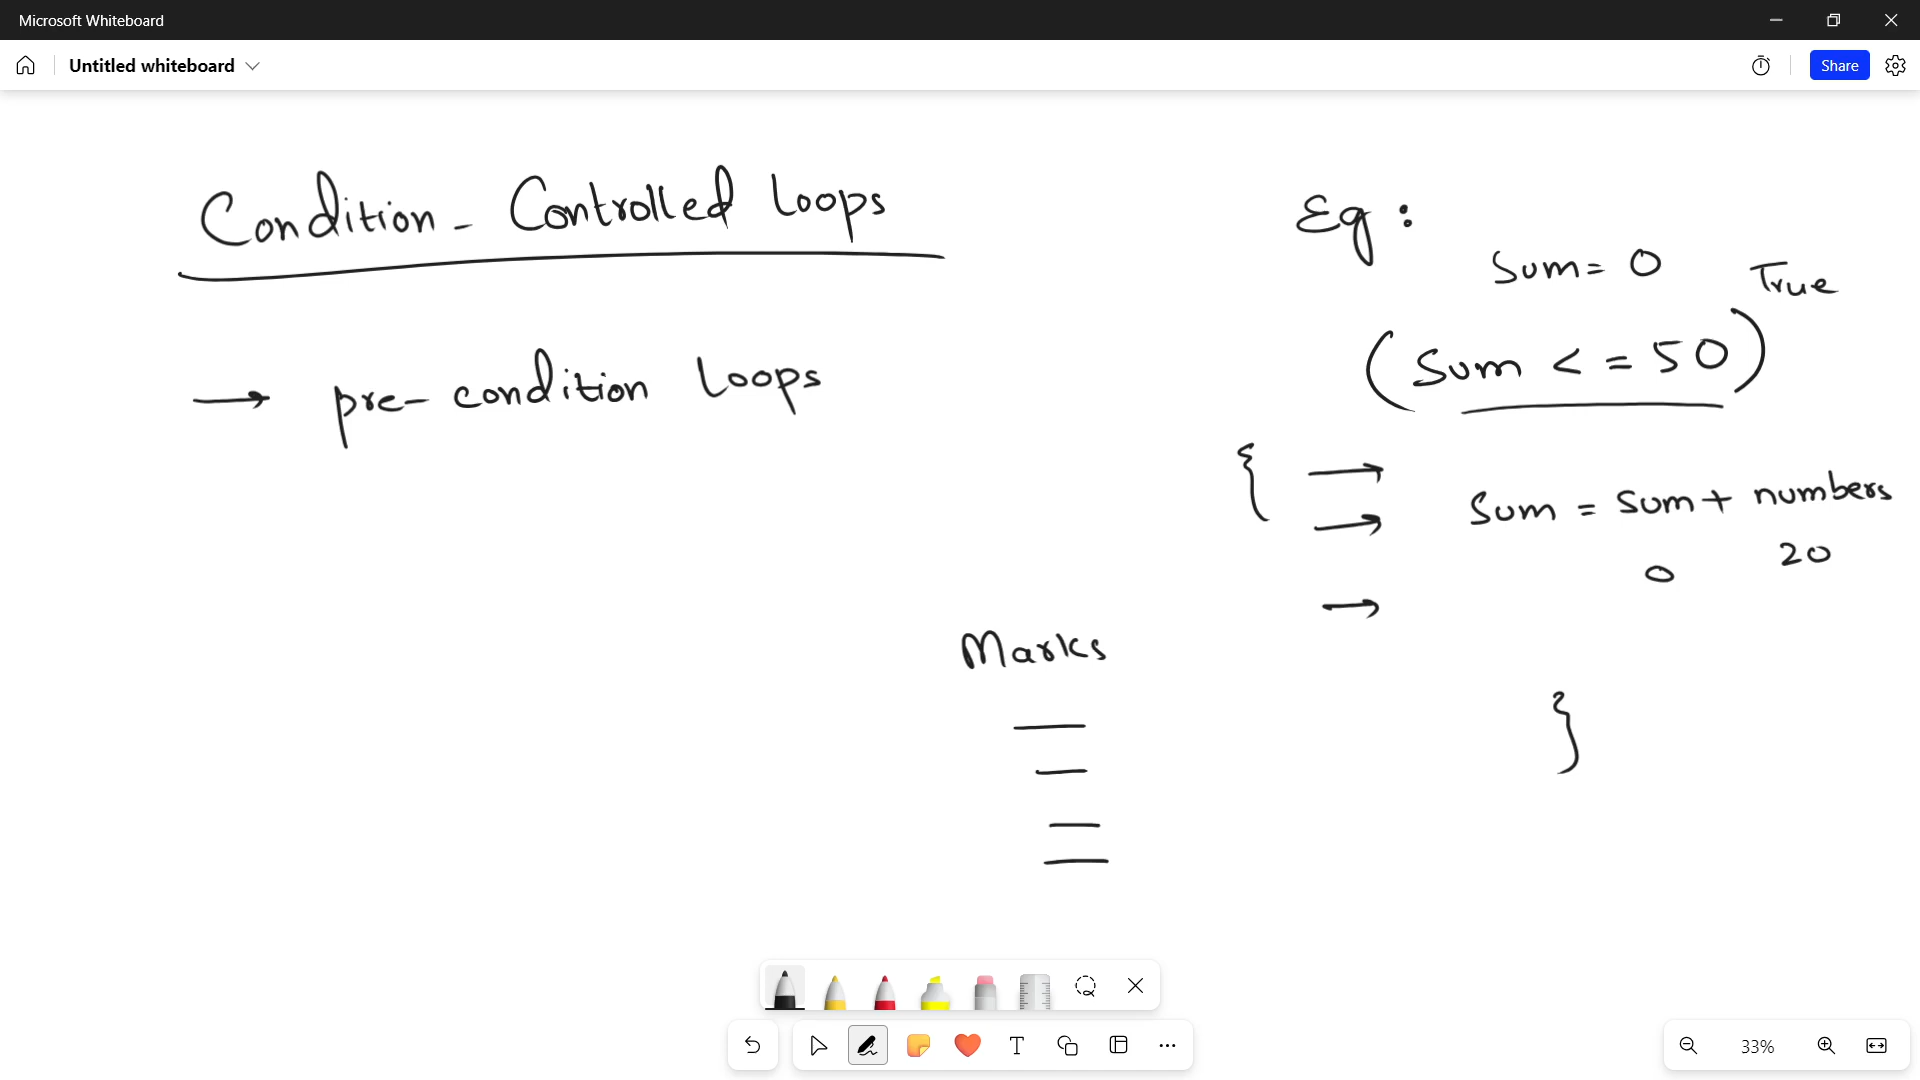 Microsoft Whiteboard
Untitled whiteboard
Share
Condition - Controlled Loops
→ pre-condition Loops
Eg :
Sum = 0
True
(Sum < = 50)
{ →
→ Sum = Sum + numbers
0 20
→
}
Marks
33%